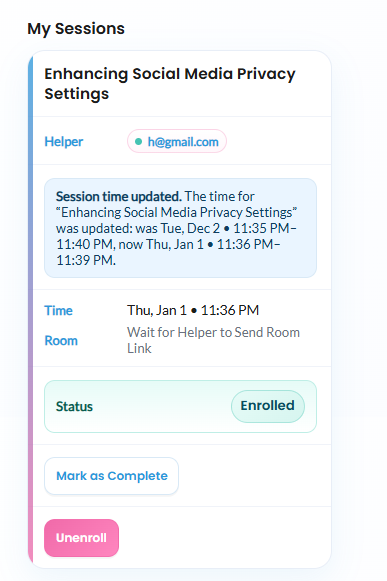 My Sessions
Enhancing Social Media Privacy
Settings
Helper
h@gmail.com
Session time updated. The time for
“Enhancing Social Media Privacy Settings”
was updated: was Tue, Dec 2 • 11:35 PM–
11:40 PM, now Thu, Jan 1 • 11:36 PM–
11:39 PM.
Time
Thu, Jan 1 • 11:36 PM
Room
Wait for Helper to Send Room
Link
Status
Enrolled
Mark as Complete
Unenroll